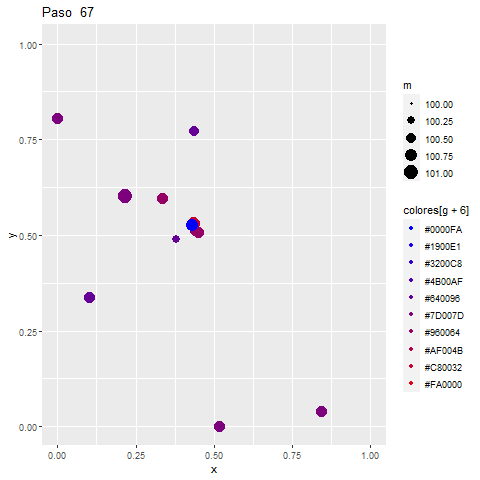 Paso 67
1.00
0.75
0.50
0.25
0.00
y
0.00
0.25
0.50
0.75
1.00
x
m
100.00
100.25
100.50
100.75
101.00
colores[g + 6]
#0000FA
#1900E1
#3200C8
#4B00AF
#640096
#7D007D
#960064
#AF004B
#C80032
#FA0000